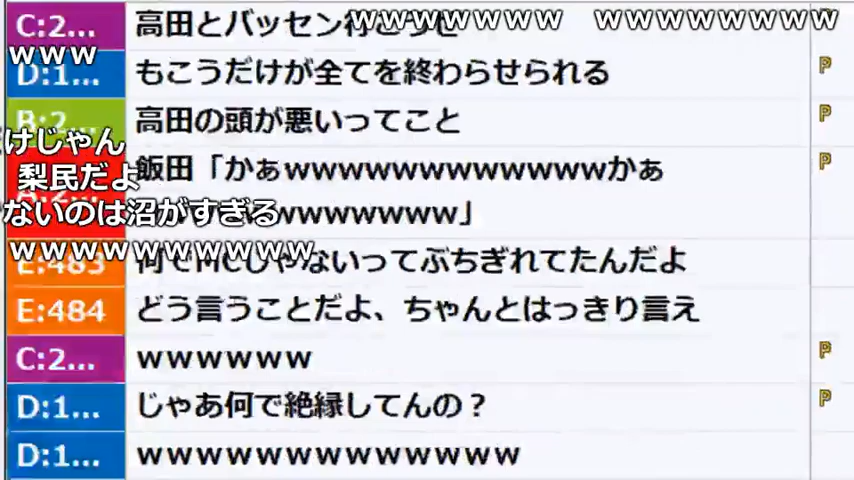 C:2... 高田とバッセン行こうぜ P
wwwwwww wwwwwwww
www
D:1... もこうだけが全てを終わらせられる P
B:2... 高田の頭が悪いってこと P
けじゃん
A:2... 飯田「かぁwwwwwwwwwwwwかぁ P
梨民だよ
wwwwwwww」
ないのは沼がすぎる
wwwwwwwwww
E:483 何でMCじゃないってぶちぎれてたんだよ
E:484 どう言うことだよ、ちゃんとはっきり言え
C:2... wwwwww P
D:1... じゃあ何で絶縁してんの？ P
D:1... wwwwwwwwwwwww